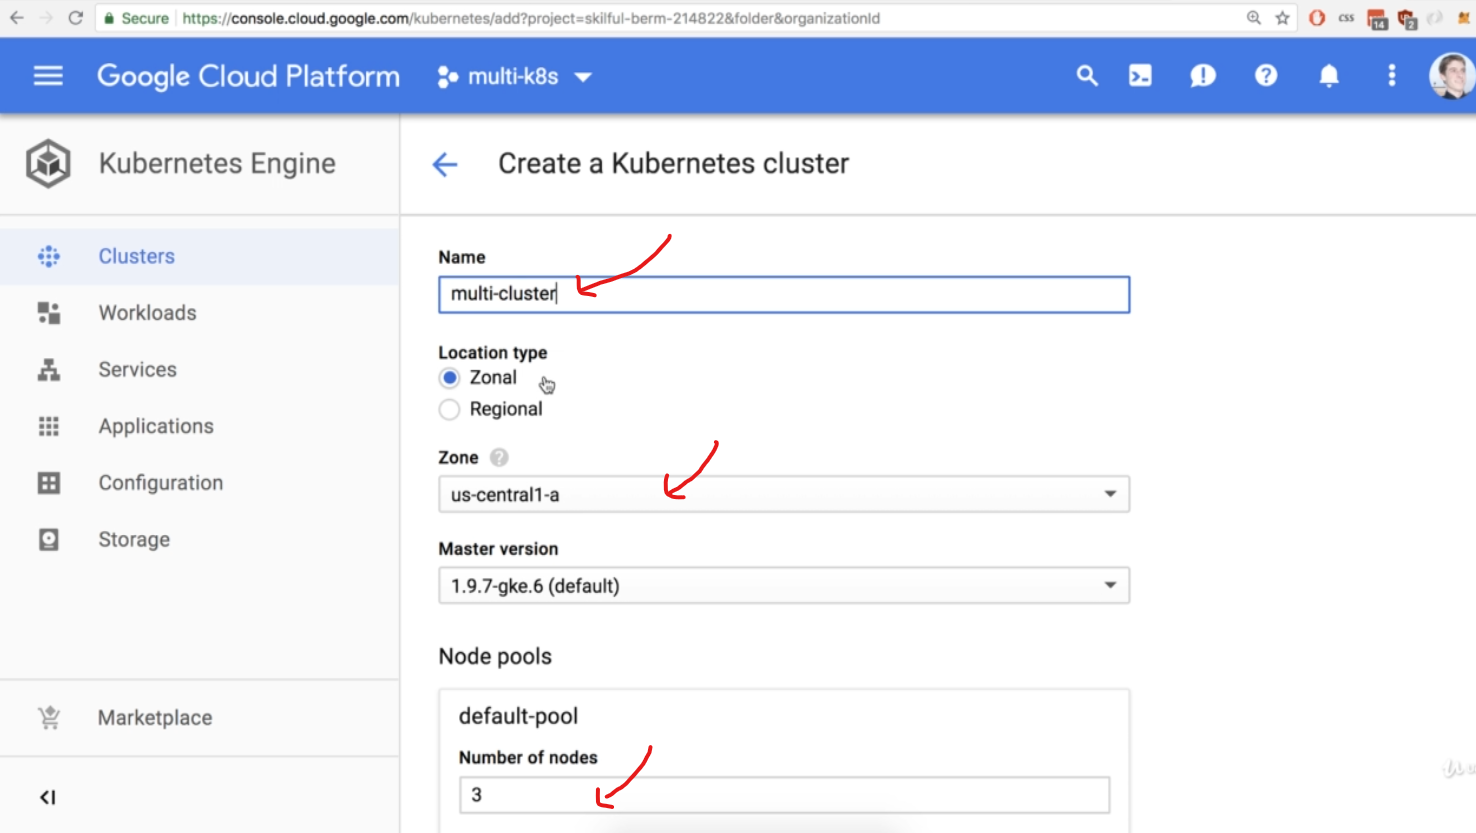 Secure https://console.cloud.google.com/kubernetes/add?project=skilful-berm-214822&folder&organizationId
css 14 2
Google Cloud Platform multi-k8s
Kubernetes Engine
Create a Kubernetes cluster
Clusters
Workloads
Services
Applications
Configuration
Storage
Marketplace
Name
multi-cluster
Location type
Zonal
Regional
Zone
us-central1-a
Master version
1.9.7-gke.6 (default)
Node pools
default-pool
Number of nodes
3